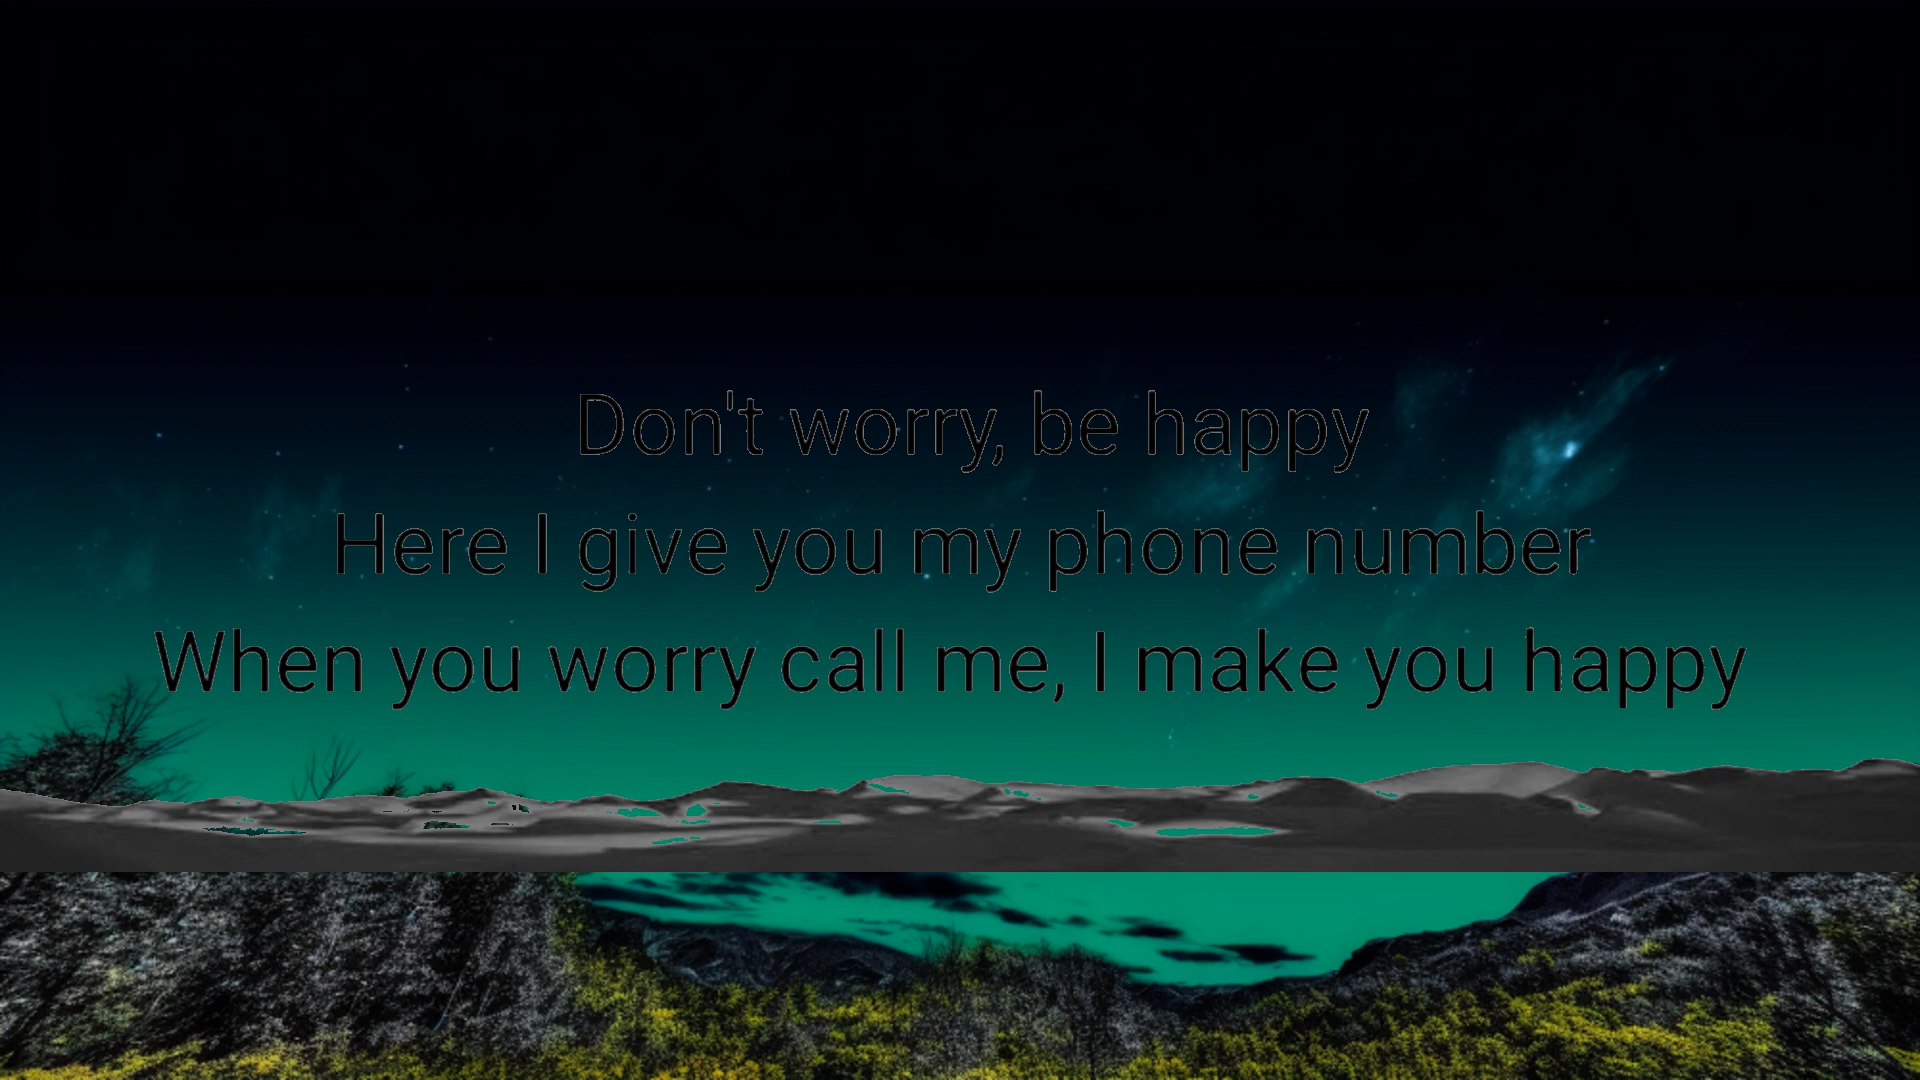 Don't worry, be happy
Here I give you my phone number
When you worry call me, I make you happy